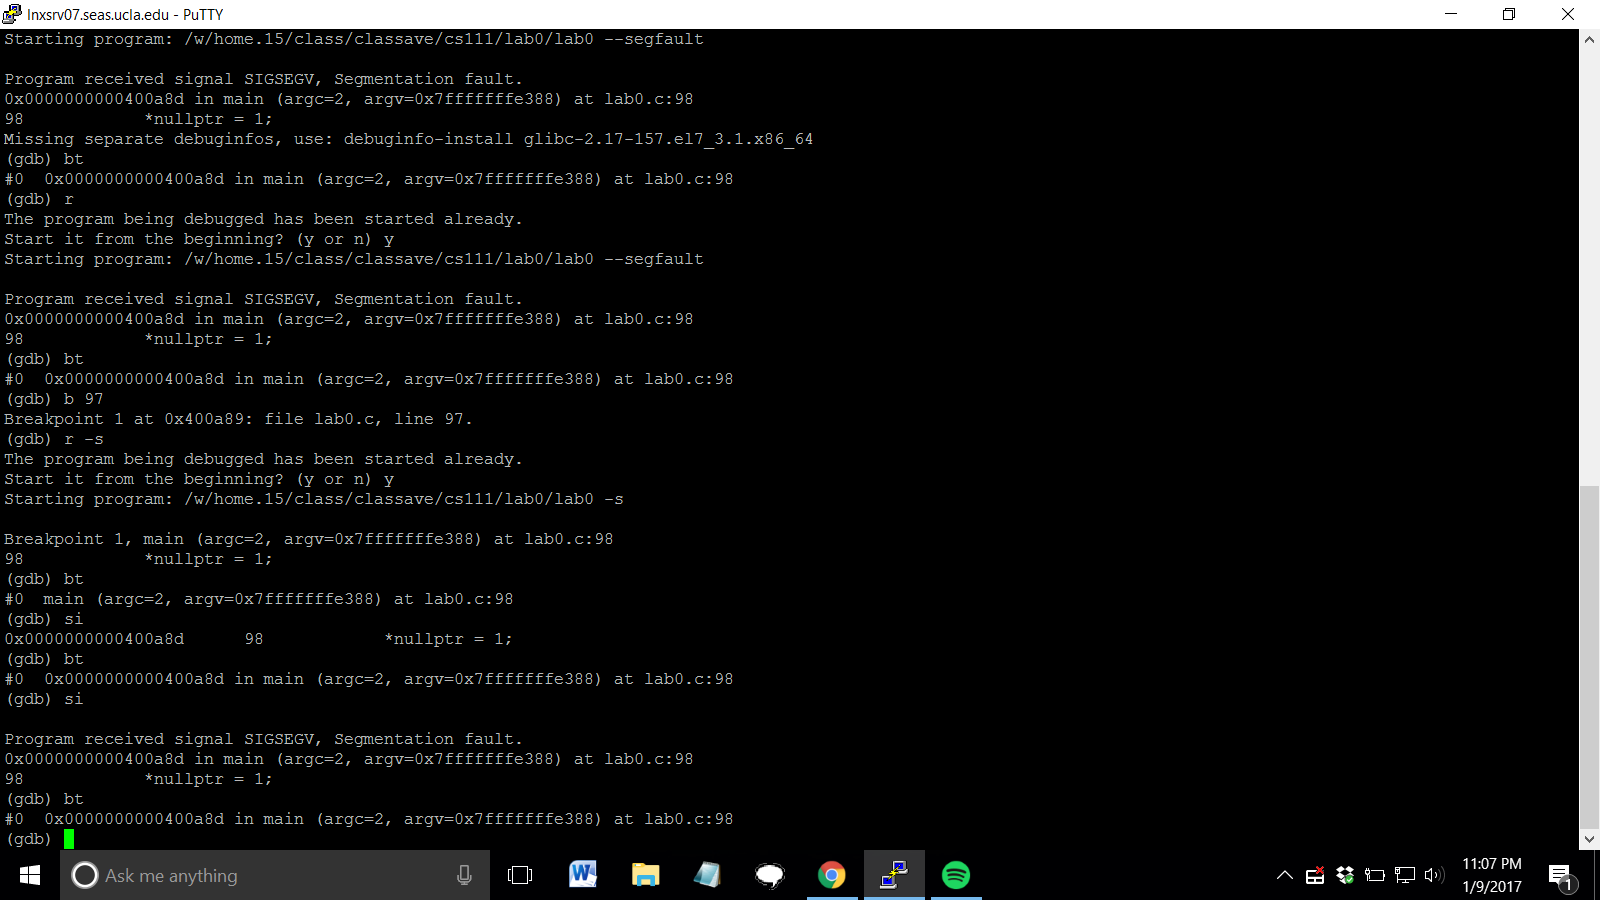 lnxsrv07.seas.ucla.edu - PuTTY
Starting program: /w/home.15/class/classave/cs111/lab0/lab0 --segfault
Program received signal SIGSEGV, Segmentation fault.
0x0000000000400a8d in main (argc=2, argv=0x7fffffffe388) at lab0.c:98
98            *nullptr = 1;
Missing separate debuginfos, use: debuginfo-install glibc-2.17-157.el7_3.1.x86_64
(gdb) bt
#0  0x0000000000400a8d in main (argc=2, argv=0x7fffffffe388) at lab0.c:98
(gdb) r
The program being debugged has been started already.
Start it from the beginning? (y or n) y
Starting program: /w/home.15/class/classave/cs111/lab0/lab0 --segfault
Program received signal SIGSEGV, Segmentation fault.
0x0000000000400a8d in main (argc=2, argv=0x7fffffffe388) at lab0.c:98
98            *nullptr = 1;
(gdb) bt
#0  0x0000000000400a8d in main (argc=2, argv=0x7fffffffe388) at lab0.c:98
(gdb) b 97
Breakpoint 1 at 0x400a89: file lab0.c, line 97.
(gdb) r -s
The program being debugged has been started already.
Start it from the beginning? (y or n) y
Starting program: /w/home.15/class/classave/cs111/lab0/lab0 -s
Breakpoint 1, main (argc=2, argv=0x7fffffffe388) at lab0.c:98
98            *nullptr = 1;
(gdb) bt
#0  main (argc=2, argv=0x7fffffffe388) at lab0.c:98
(gdb) si
0x0000000000400a8d      98            *nullptr = 1;
(gdb) bt
#0  0x0000000000400a8d in main (argc=2, argv=0x7fffffffe388) at lab0.c:98
(gdb) si
Program received signal SIGSEGV, Segmentation fault.
0x0000000000400a8d in main (argc=2, argv=0x7fffffffe388) at lab0.c:98
98            *nullptr = 1;
(gdb) bt
#0  0x0000000000400a8d in main (argc=2, argv=0x7fffffffe388) at lab0.c:98
(gdb)
Ask me anything
11:07 PM
1/9/2017
1